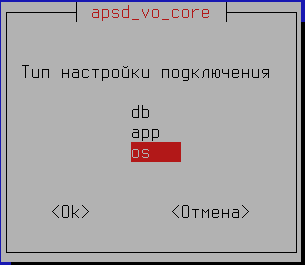 apsd_vo_core
Тип настройки подключения
db
app
os
<Ok> <Отмена>